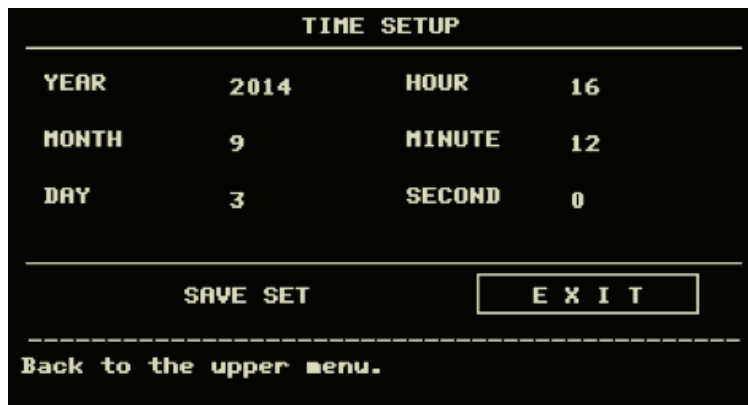 TIME SETUP
YEAR 2014 HOUR 16
MONTH 9 MINUTE 12
DAY 3 SECOND 0
SAVE SET E X I T
Back to the upper menu.